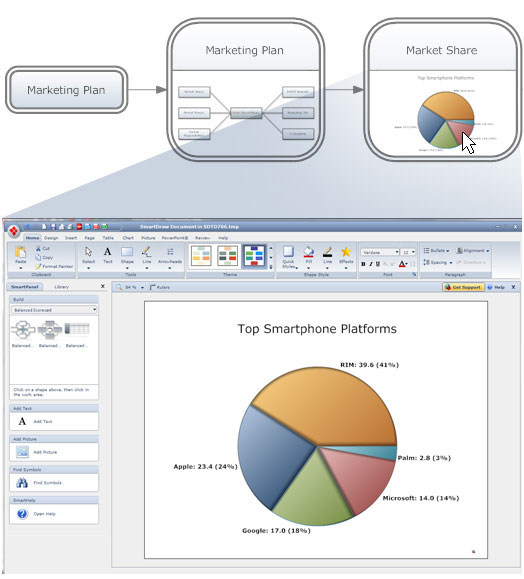 Marketing Plan
Marketing Plan
Market Share
Top Smartphone Platforms
SmartDraw Document in SDTD706.tmp
Home Design Insert Page Table Chart Picture PowerPoint® Review Help
Paste
Cut
Copy
Format Painter
Clipboard
Select Text Shape Line Arrowheads
Tools
Theme
Quick Styles Fill Line Effects
Shape Style
Verdana 12
B I U
Font
Bullets Alignment
Spacing Direction
Paragraph
SmartPanel Library
Rulers
Get Support Help X
Build
Balanced Scorecard
Balanced... Balanced... Balanced...
Click on a shape above, then click in
the work area.
Add Text
A Add Text
Add Picture
Add Picture
Find Symbols
Find Symbols
SmartHelp
Open Help
Top Smartphone Platforms
RIM: 39.6 (41%)
Palm: 2.8 (3%)
Apple: 23.4 (24%)
Microsoft: 14.0 (14%)
Google: 17.0 (18%)